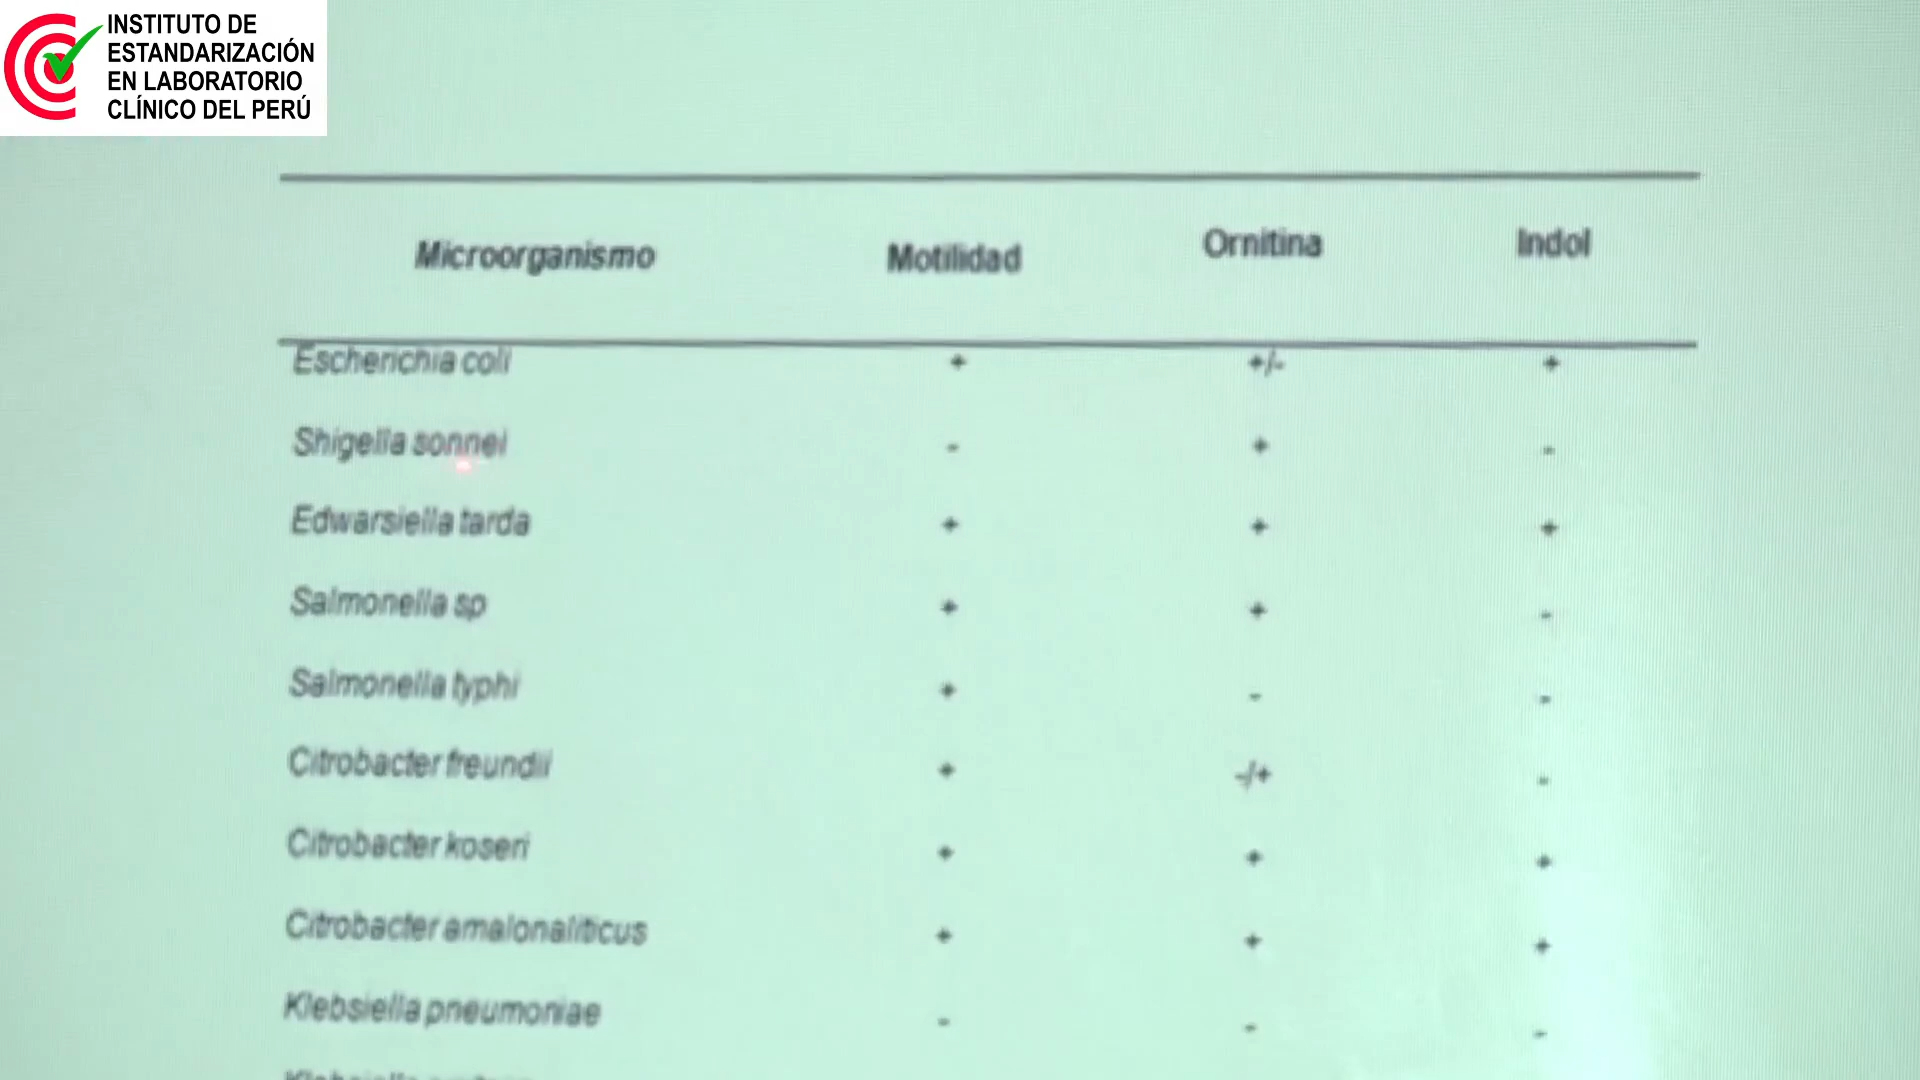 INSTITUTO DE
ESTANDARIZACIÓN
EN LABORATORIO
CLÍNICO DEL PERÚ
Microorganismo Motilidad Ornitina Indol
Escherichia coli + +/- +
Shigella sonnei - + -
Edwarsiella tarda + + +
Salmonella sp + + -
Salmonella typhi + - -
Citrobacter freundii + -/+ -
Citrobacter koseri + + +
Citrobacter amalonaliticus + + +
Klebsiella pneumoniae - - -